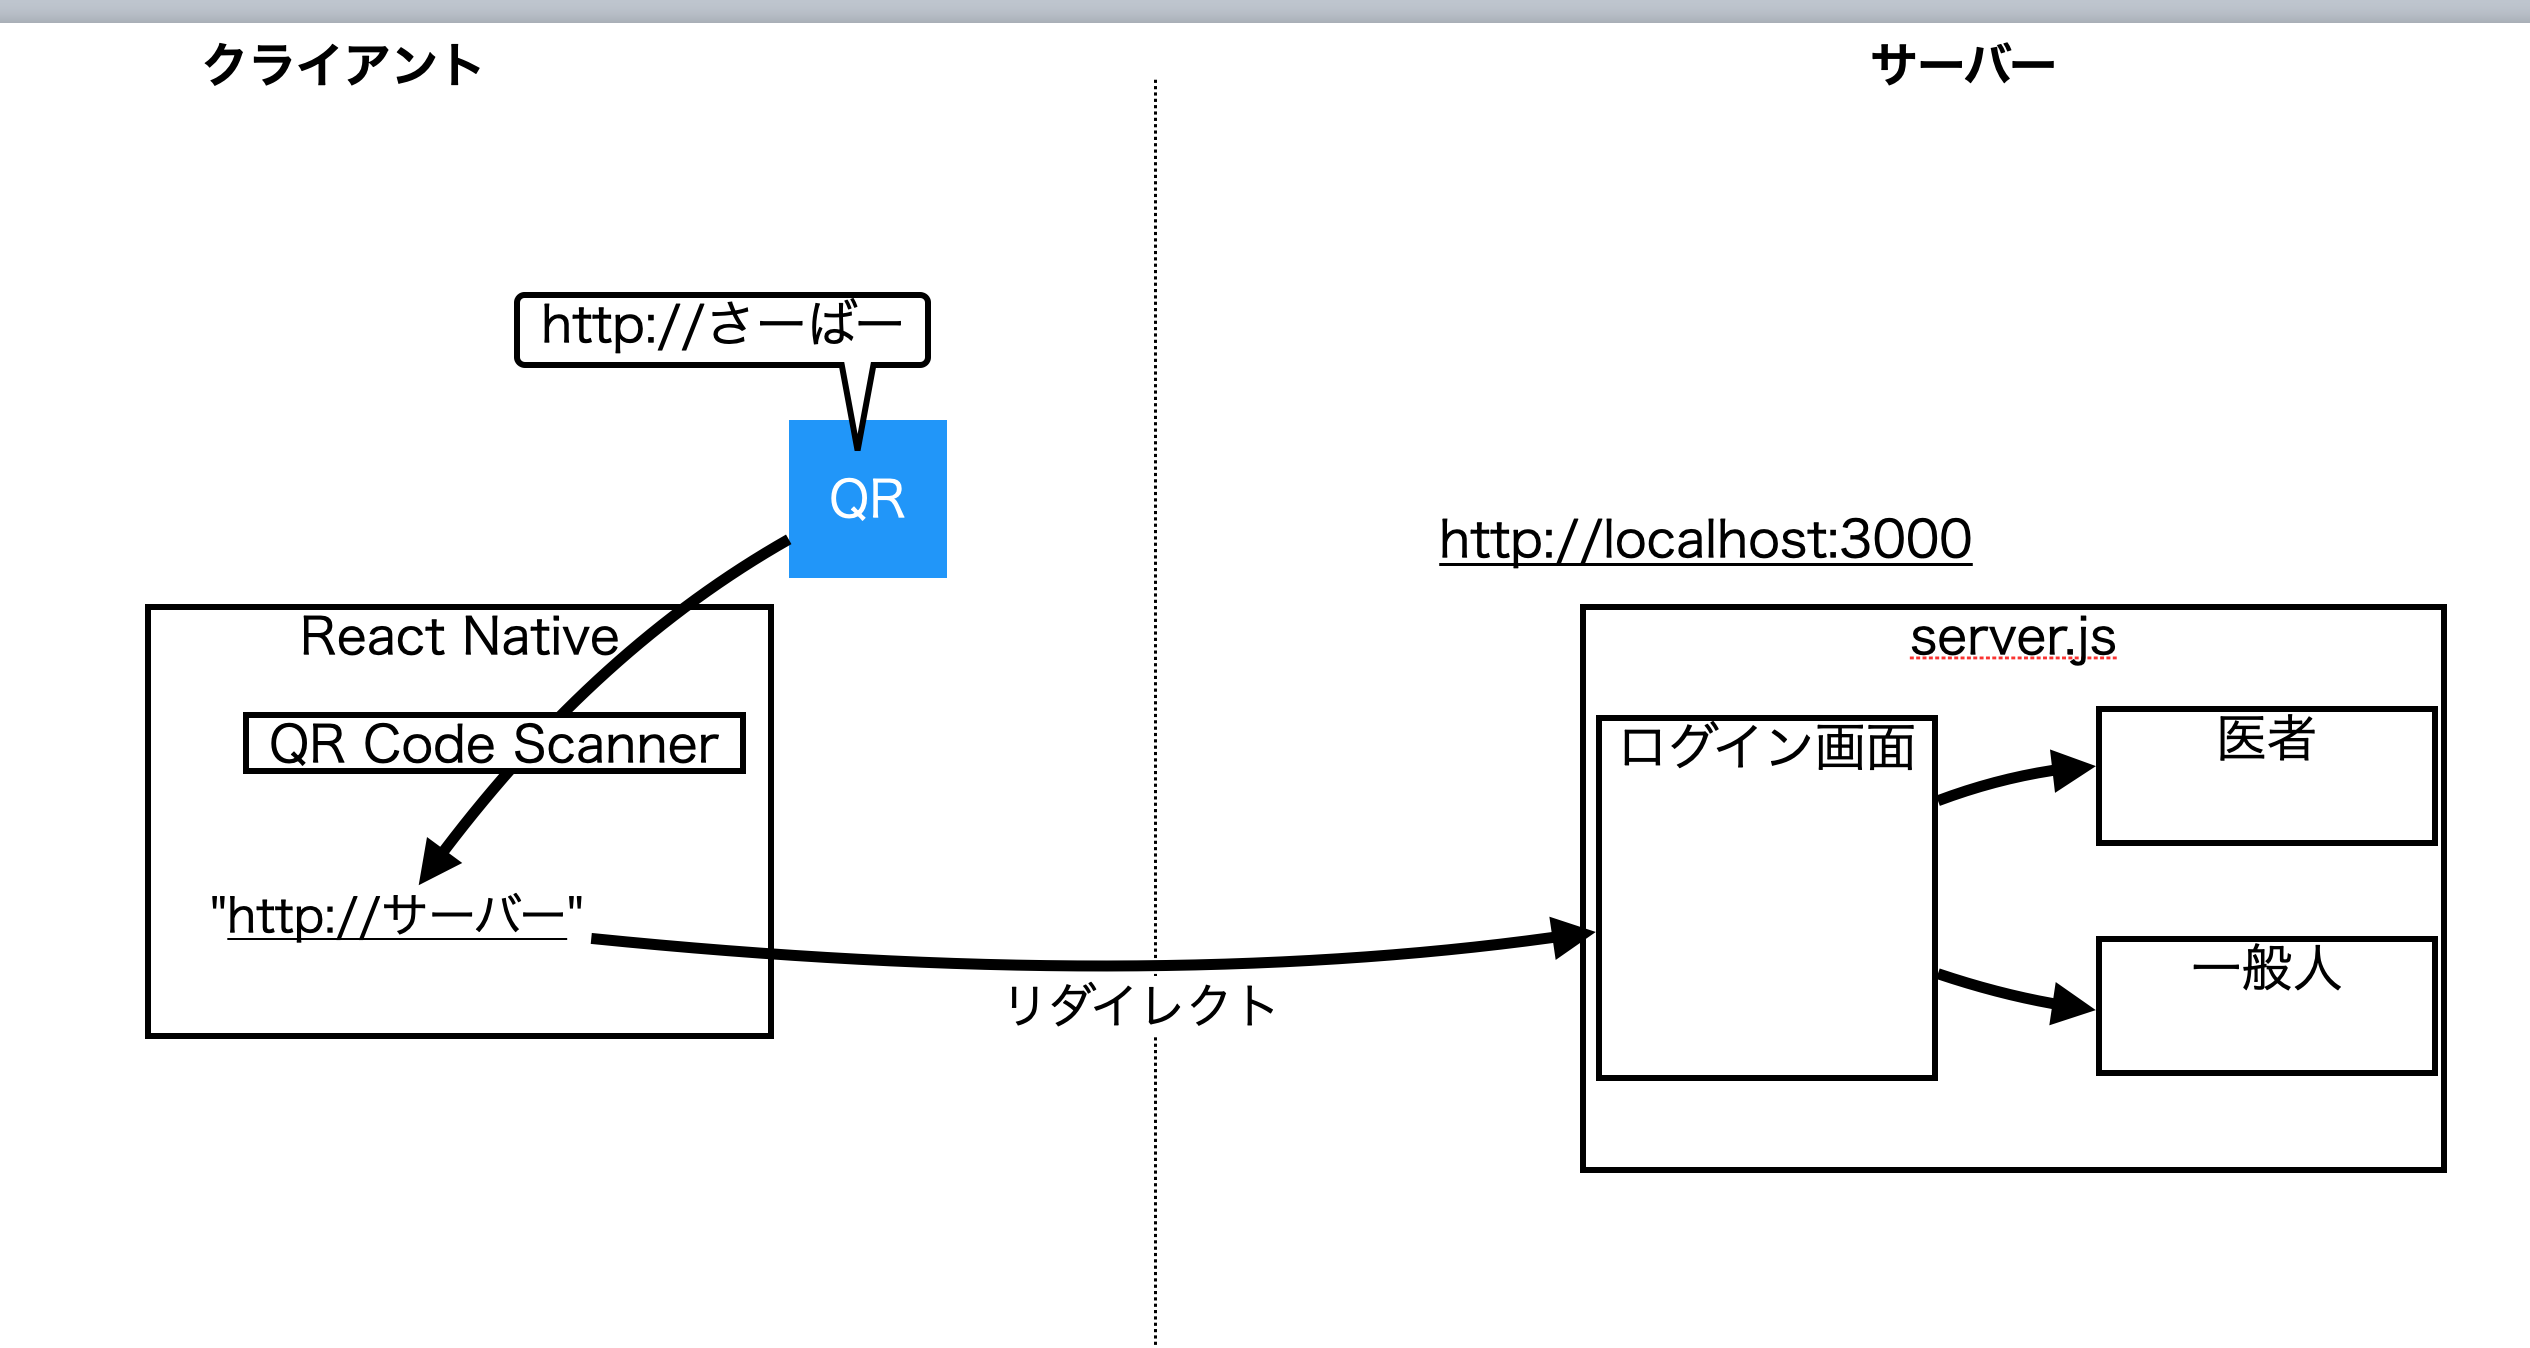 クライアント
サーバー
http://さーばー
QR
http://localhost:3000
React Native
QR Code Scanner
"http://サーバー"
リダイレクト
server.js
ログイン画面
医者
一般人